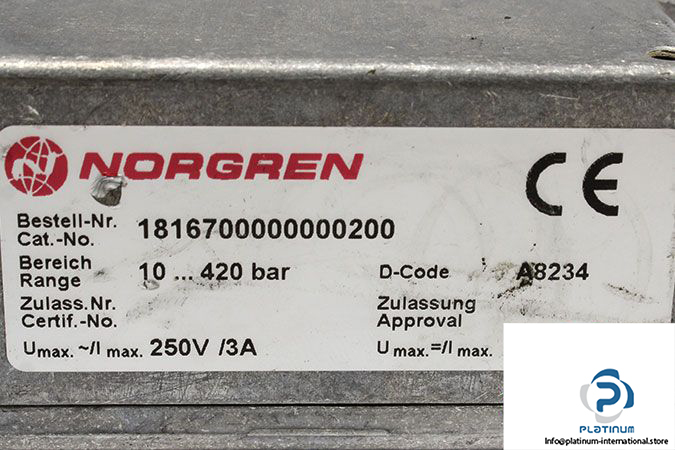 NORGREN
CE
Bestell-Nr.
Cat.-No. 1816700000000200
Bereich
Range 10 ... 420 bar
D-Code A8234
Zulass.Nr.
Certif.-No.
Zulassung
Approval
U max. ~/I max. 250V /3A
U max. =/I max.
PLATINUM
Info@platinum-international.store